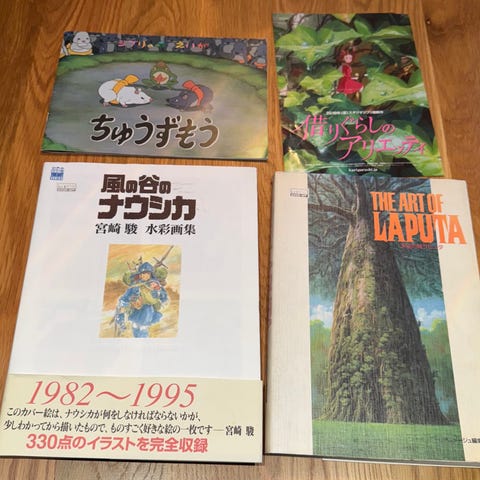 ちゅうずもう
借りぐらしの
アリエッティ
karigurashi.jp
風の谷の
ナウシカ
宮崎 駿 水彩画集
1982〜1995
このカバー絵は、ナウシカが何をしなければならないかが、
少しわかってから描いたもので、ものすごく好きな絵の一枚です──宮崎 駿
330点のイラストを完全収録
THE ART OF
LAPUTA